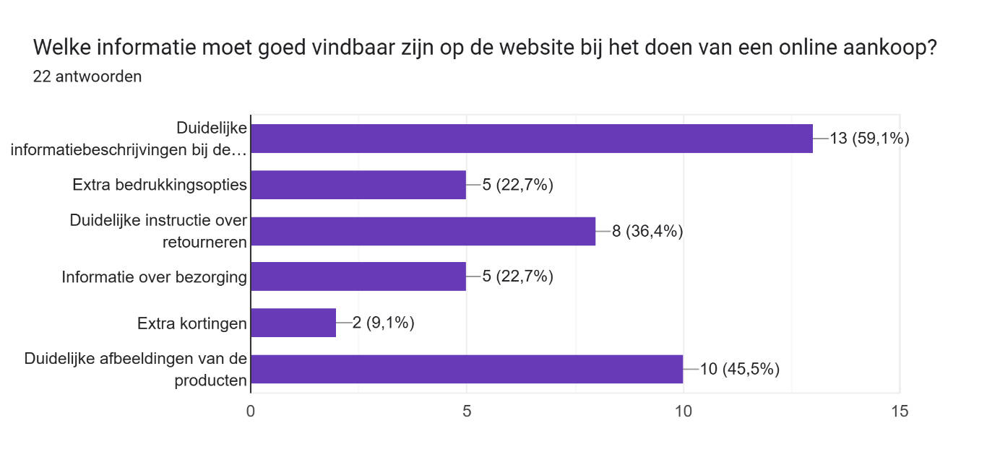 Welke informatie moet goed vindbaar zijn op de website bij het doen van een online aankoop?
22 antwoorden
Duidelijke
informatiebeschrijvingen bij de…
13 (59,1%)
Extra bedrukkingsopties
5 (22,7%)
Duidelijke instructie over
retourneren
8 (36,4%)
Informatie over bezorging
5 (22,7%)
Extra kortingen
2 (9,1%)
Duidelijke afbeeldingen van de
producten
10 (45,5%)
0 5 10 15